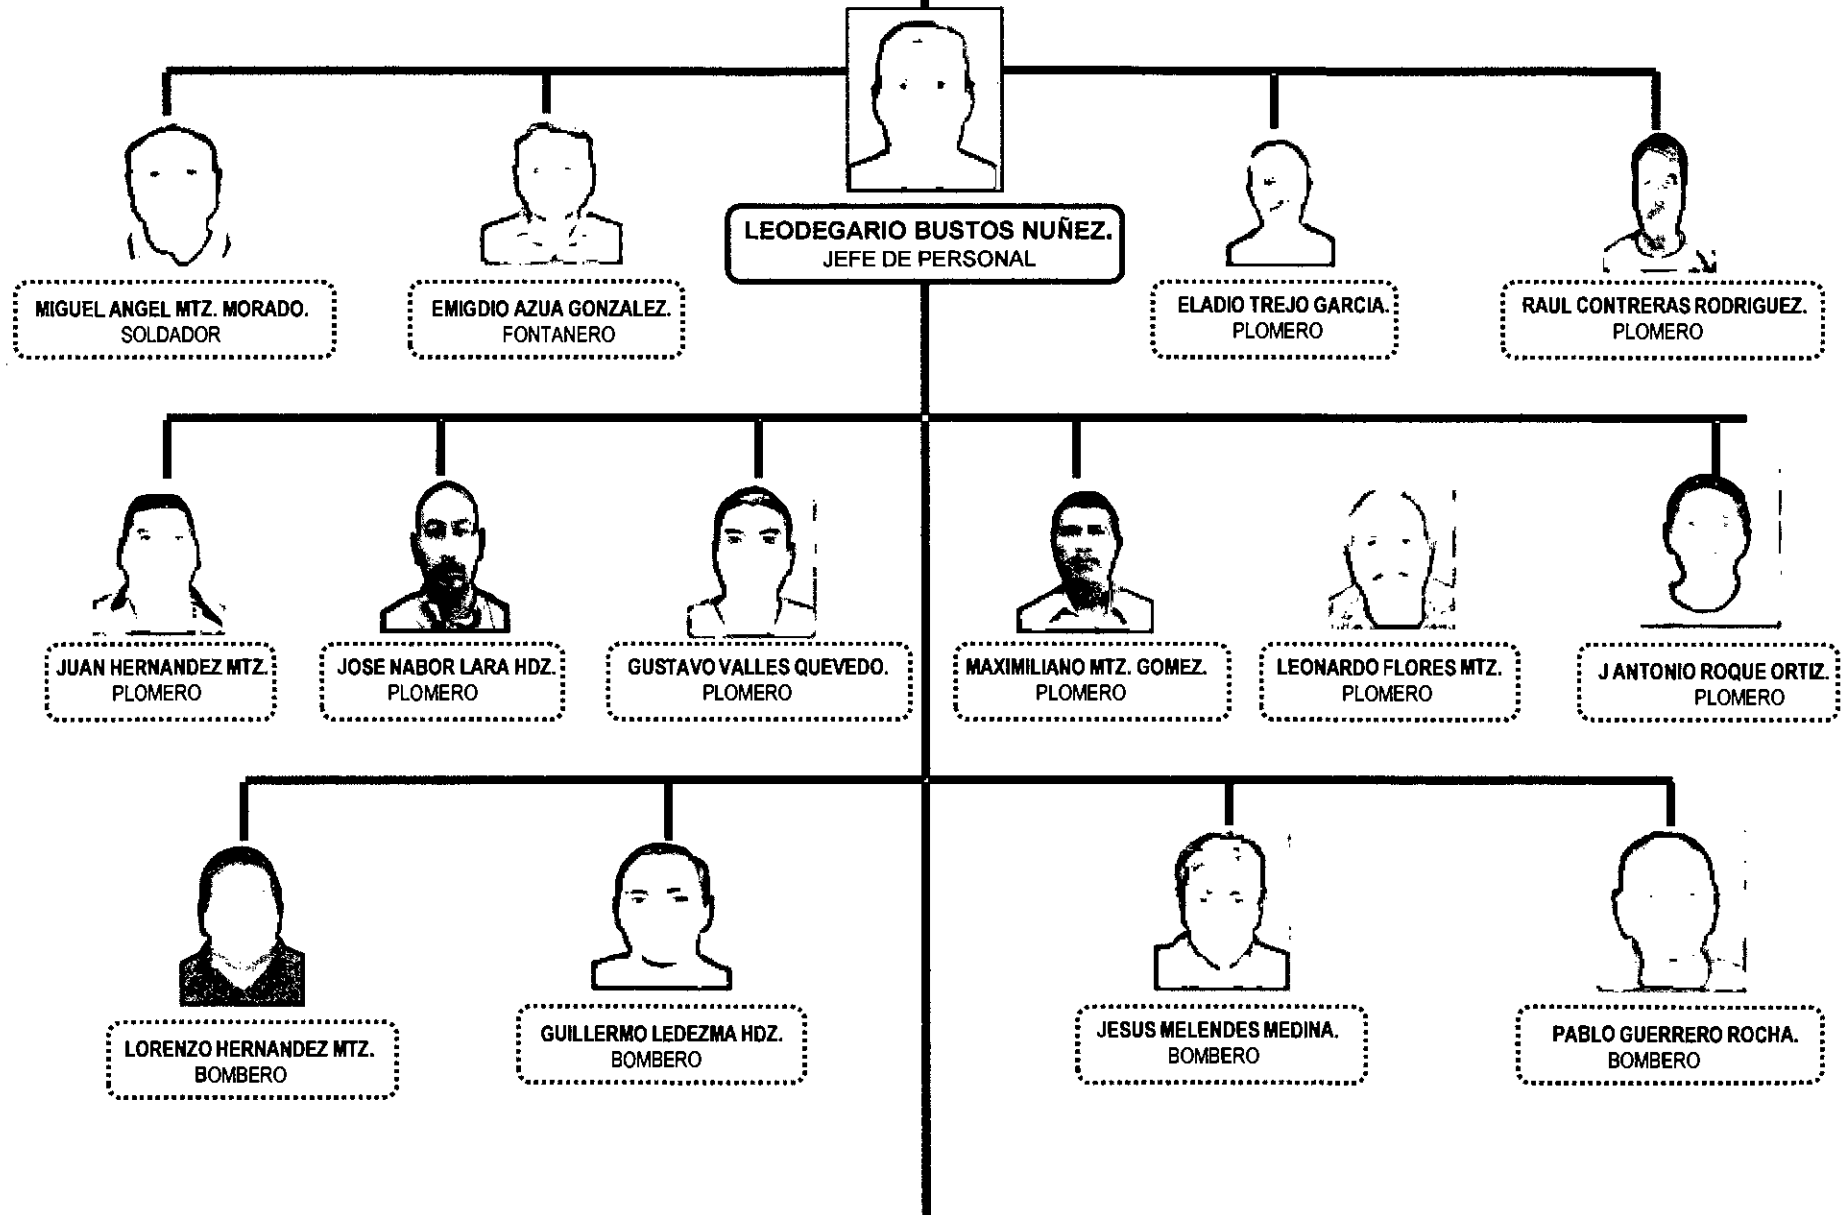 LEODEGARIO BUSTOS NUÑEZ.
JEFE DE PERSONAL
MIGUEL ANGEL MTZ. MORADO.
SOLDADOR
EMIGDIO AZUA GONZALEZ.
FONTANERO
ELADIO TREJO GARCIA.
PLOMERO
RAUL CONTRERAS RODRIGUEZ.
PLOMERO
JUAN HERNANDEZ MTZ.
PLOMERO
JOSE NABOR LARA HDZ.
PLOMERO
GUSTAVO VALLES QUEVEDO.
PLOMERO
MAXIMILIANO MTZ. GOMEZ.
PLOMERO
LEONARDO FLORES MTZ.
PLOMERO
J ANTONIO ROQUE ORTIZ.
PLOMERO
LORENZO HERNANDEZ MTZ.
BOMBERO
GUILLERMO LEDEZMA HDZ.
BOMBERO
JESUS MELENDES MEDINA.
BOMBERO
PABLO GUERRERO ROCHA.
BOMBERO